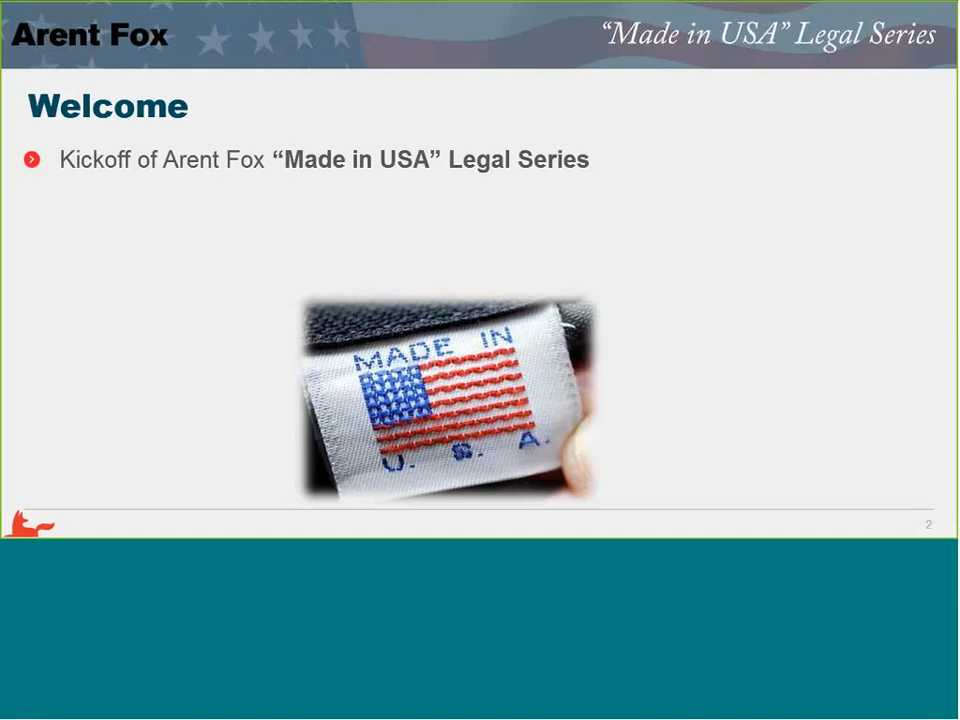 Arent Fox
“Made in USA” Legal Series
Welcome
Kickoff of Arent Fox “Made in USA” Legal Series
MADE IN
U. S. A.
2